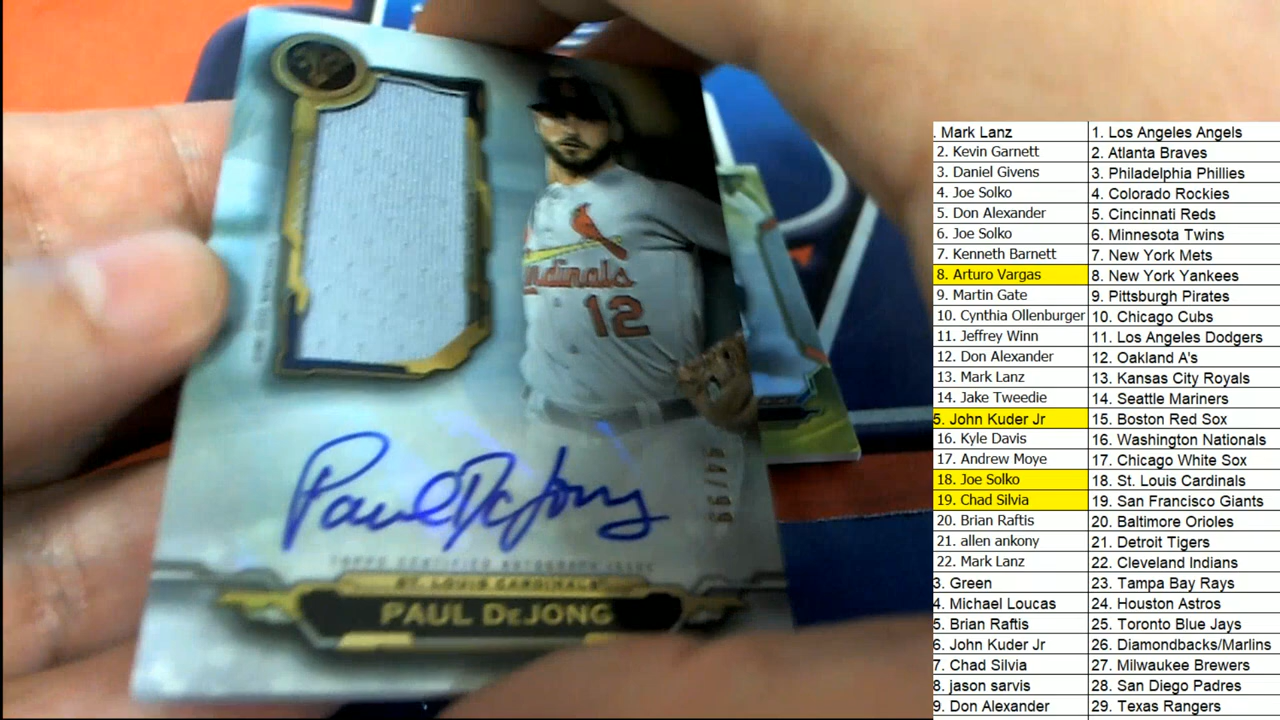 Cardinals
12
Paul DeJong
44/99
TOPPS CERTIFIED AUTOGRAPH ISSUE
ST. LOUIS CARDINALS
PAUL DEJONG
. Mark Lanz 1. Los Angeles Angels
2. Kevin Garnett 2. Atlanta Braves
3. Daniel Givens 3. Philadelphia Phillies
4. Joe Solko 4. Colorado Rockies
5. Don Alexander 5. Cincinnati Reds
6. Joe Solko 6. Minnesota Twins
7. Kenneth Barnett 7. New York Mets
8. Arturo Vargas 8. New York Yankees
9. Martin Gate 9. Pittsburgh Pirates
10. Cynthia Ollenburger 10. Chicago Cubs
11. Jeffrey Winn 11. Los Angeles Dodgers
12. Don Alexander 12. Oakland A's
13. Mark Lanz 13. Kansas City Royals
14. Jake Tweedie 14. Seattle Mariners
5. John Kuder Jr 15. Boston Red Sox
16. Kyle Davis 16. Washington Nationals
17. Andrew Moye 17. Chicago White Sox
18. Joe Solko 18. St. Louis Cardinals
19. Chad Silvia 19. San Francisco Giants
20. Brian Raftis 20. Baltimore Orioles
21. allen ankony 21. Detroit Tigers
22. Mark Lanz 22. Cleveland Indians
3. Green 23. Tampa Bay Rays
4. Michael Loucas 24. Houston Astros
5. Brian Raftis 25. Toronto Blue Jays
6. John Kuder Jr 26. Diamondbacks/Marlins
7. Chad Silvia 27. Milwaukee Brewers
8. jason sarvis 28. San Diego Padres
9. Don Alexander 29. Texas Rangers